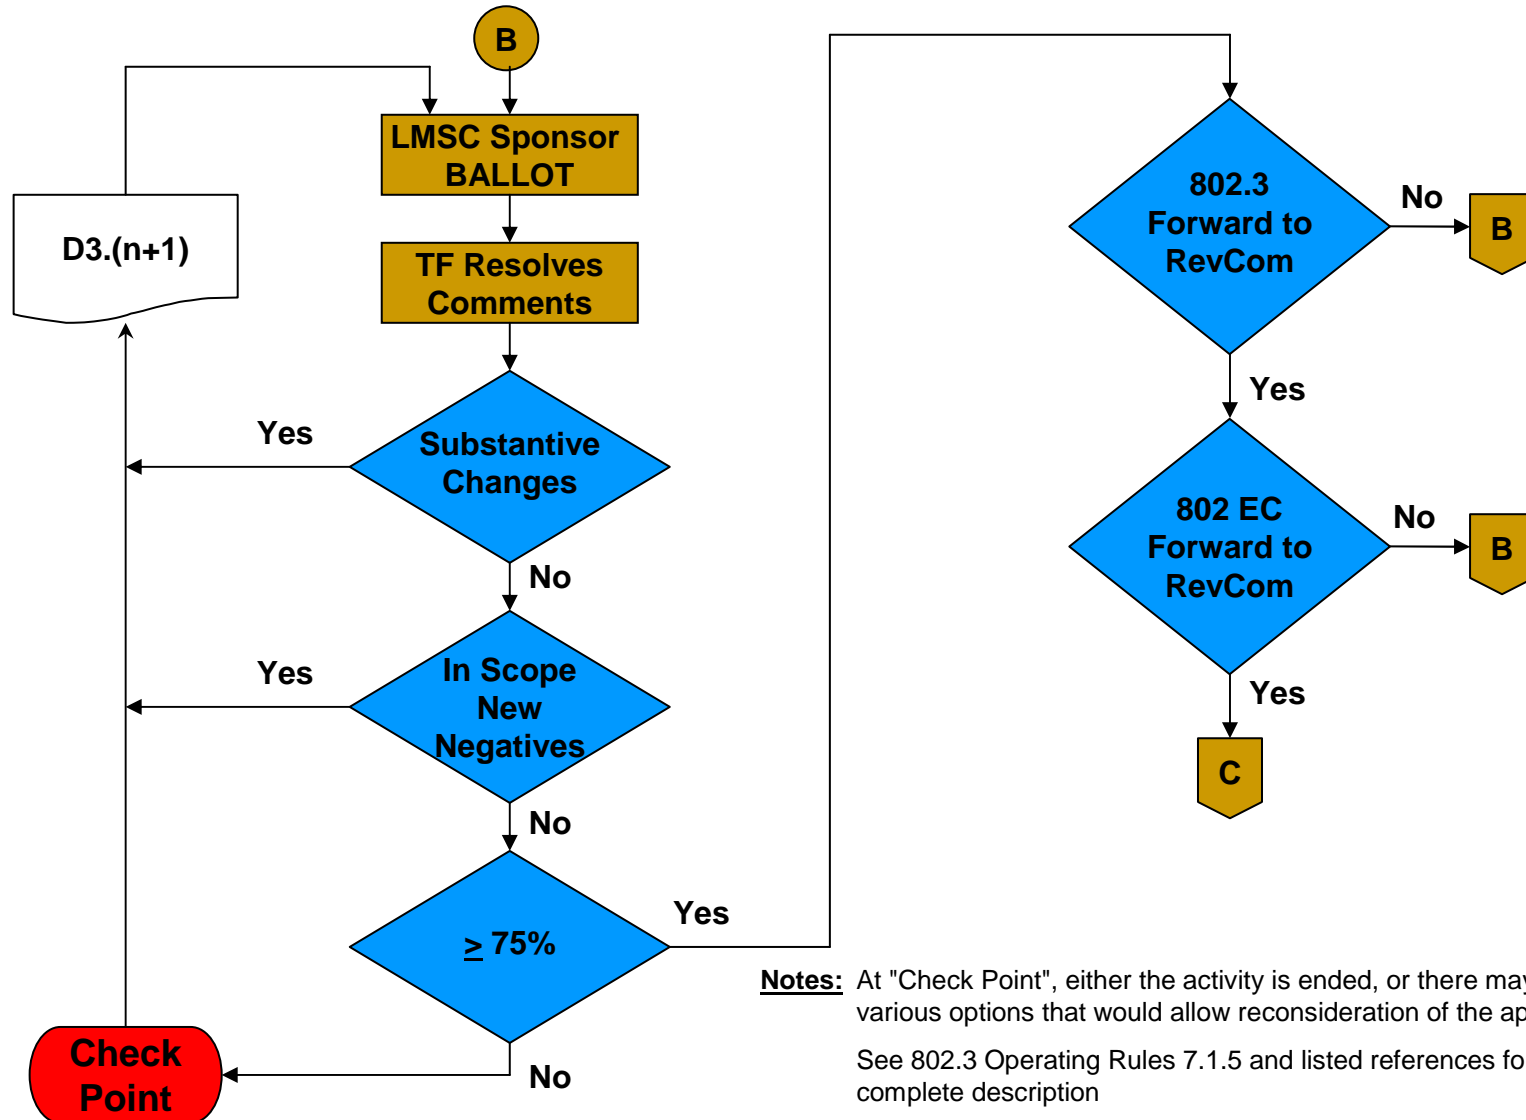 B
LMSC Sponsor
BALLOT
D3.(n+1)
TF Resolves
Comments
Yes
Substantive
Changes
No
Yes
In Scope
New
Negatives
No
≥ 75%
Yes
Check
Point
No
802.3
Forward to
RevCom
No
B
Yes
802 EC
Forward to
RevCom
No
B
Yes
C
Notes: At "Check Point", either the activity is ended, or there may
various options that would allow reconsideration of the
See 802.3 Operating Rules 7.1.5 and listed references
complete description